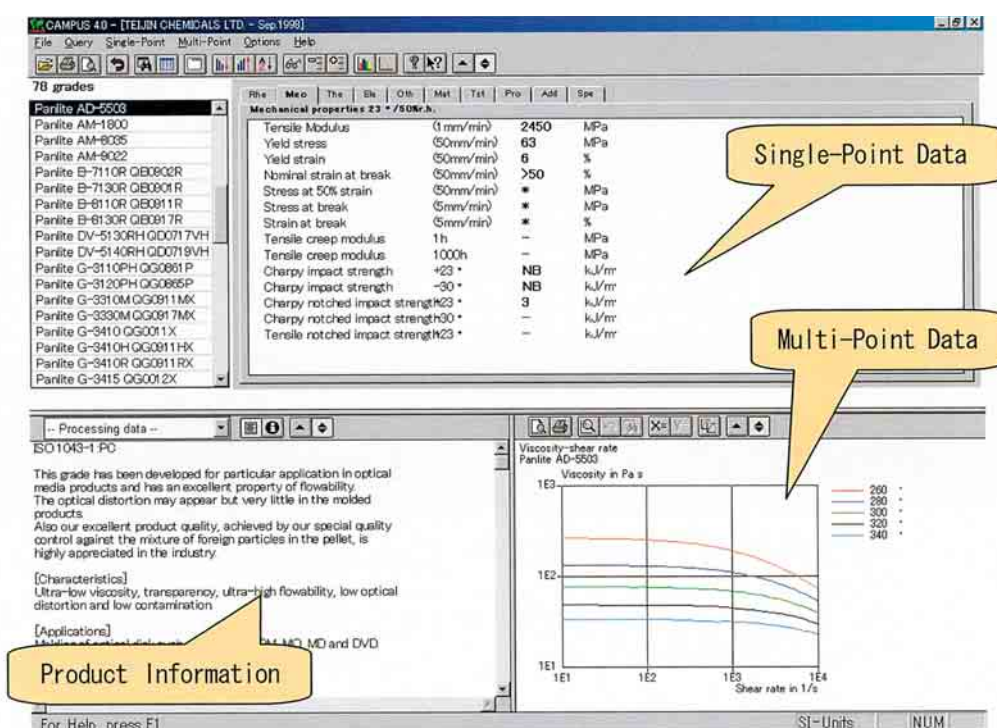 CAMPUS 4.0 - [TEIJIN CHEMICALS LTD. - Sep.1998]
File Query Single-Point Multi-Point Options Help
78 grades
Panlite AD-5503
Panlite AM-1800
Panlite AM-8035
Panlite AM-9022
Panlite B-7110R QB0902R
Panlite B-7130R QB0901R
Panlite B-8110R QB0911R
Panlite B-8130R QB0917R
Panlite DV-5130RH QD0717VH
Panlite DV-5140RH QD0719VH
Panlite G-3110PH QG0861P
Panlite G-3120PH QG0865P
Panlite G-3310M QG0911MX
Panlite G-3330M QG0917MX
Panlite G-3410 QG0011X
Panlite G-3410H QG0911HX
Panlite G-3410R QG0911RX
Panlite G-3415 QG0012X
Rhe Mec The Ele Oth Mat Tst Pro Add Spe
Mechanical properties 23 °/50%r.h.
Tensile Modulus (1mm/min) 2450 MPa
Yield stress (50mm/min) 63 MPa
Yield strain (50mm/min) 6 %
Nominal strain at break (50mm/min) >50 %
Stress at 50% strain (50mm/min) * MPa
Stress at break (5mm/min) * MPa
Strain at break (5mm/min) * %
Tensile creep modulus 1h - MPa
Tensile creep modulus 1000h - MPa
Charpy impact strength +23 ° NB kJ/m²
Charpy impact strength -30 ° NB kJ/m²
Charpy notched impact strength+23 ° 3 kJ/m²
Charpy notched impact strength-30 ° - kJ/m²
Tensile notched impact strength+23 ° - kJ/m²
Single-Point Data
Multi-Point Data
-- Processing data --
ISO 1043-1 :PC
This grade has been developed for particular application in optical
media products and has an excellent property of flowability.
The optical distortion may appear but very little in the molded
products.
Also our excellent product quality, achieved by our special quality
control against the mixture of foreign particles in the pellet, is
highly appreciated in the industry.
[Characteristics]
Ultra-low viscosity, transparency, ultra-high flowability, low optical
distortion and low contamination
[Applications]
MO, MD and DVD.
Product Information
Viscosity-shear rate
Panlite AD-5503
Viscosity in Pa s
1E3
1E2
1E1
1E1 1E2 1E3 1E4
Shear rate in 1/s
260 °
280 °
300 °
320 °
340 °
For Help, press F1
SI-Units NUM